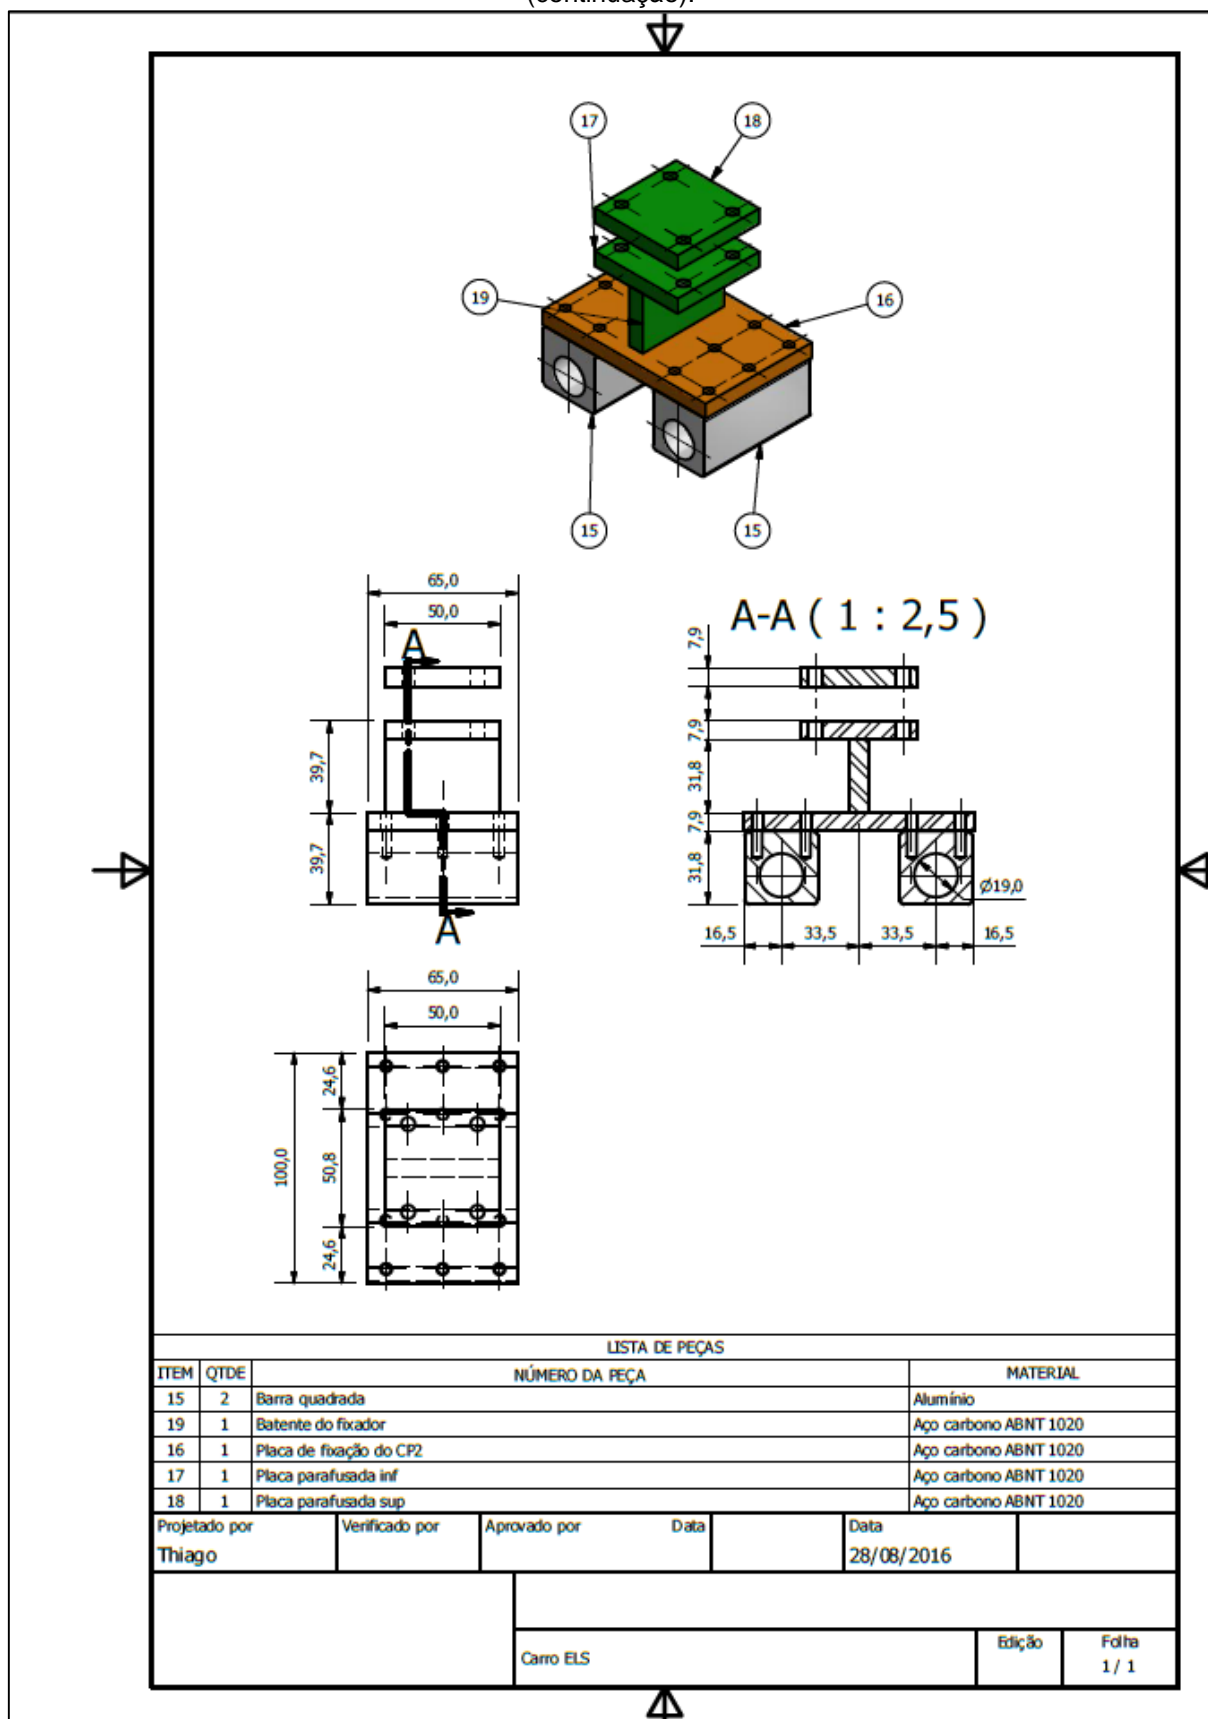 (continuação).
17
18
19
16
15
15
65,0
50,0
A
39,7
39,7
A
A-A ( 1 : 2,5 )
7,9
7,9
31,8
7,9
31,8
Ø19,0
16,5
33,5
33,5
16,5
65,0
50,0
24,6
100,0
50,8
24,6
LISTA DE PEÇAS
ITEM QTDE NÚMERO DA PEÇA MATERIAL
15 2 Barra quadrada Alumínio
19 1 Batente do fixador Aço carbono ABNT 1020
16 1 Placa de fixação do CP2 Aço carbono ABNT 1020
17 1 Placa parafusada inf Aço carbono ABNT 1020
18 1 Placa parafusada sup Aço carbono ABNT 1020
Projetado por Verificado por Aprovado por Data Data
Thiago 28/08/2016
Carro ELS Edição Folha
1 / 1